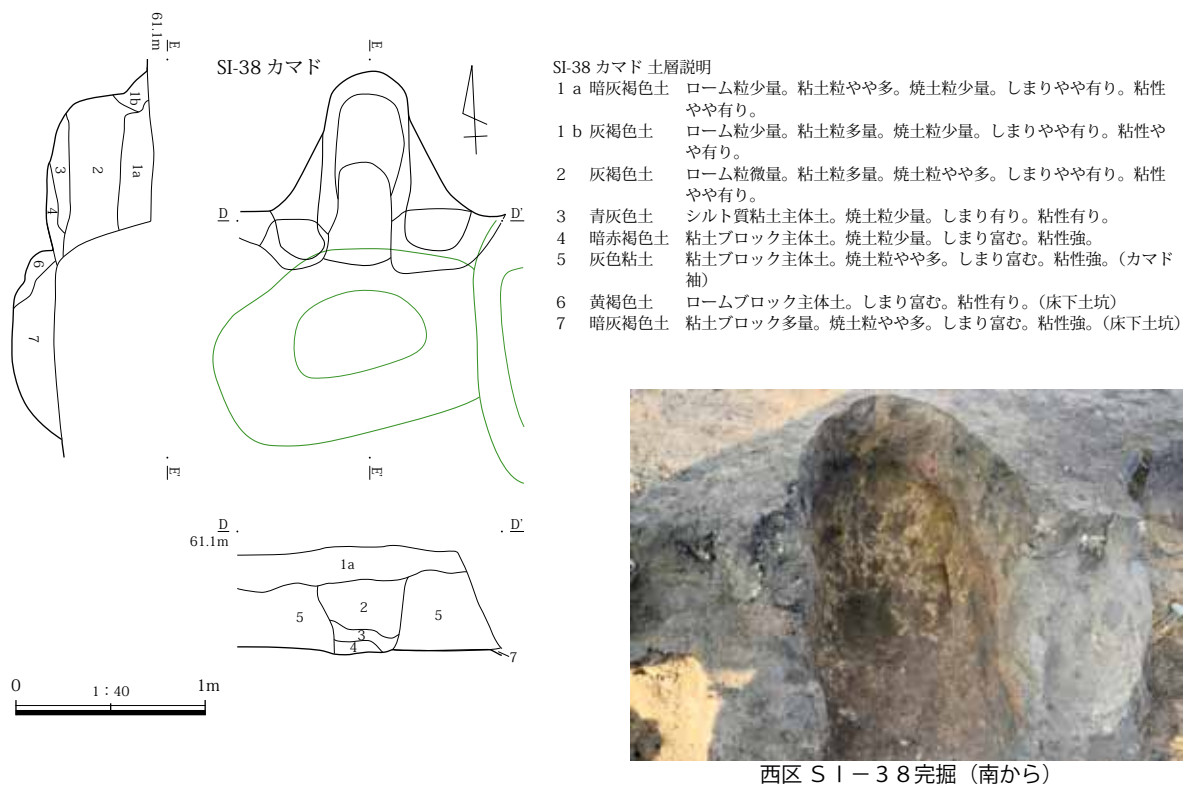 61.1m
E
E
SI-38 カマド
1b
3
2
1a
4
D
D'
6
7
E'
E'
D
61.1m
D'
1a
2
5
5
3
4
7
0
1：40
1m
SI-38 カマド 土層説明
1 a 暗灰褐色土 ローム粒少量。粘土粒やや多。焼土粒少量。しまりやや有り。粘性
やや有り。
1 b 灰褐色土 ローム粒少量。粘土粒多量。焼土粒少量。しまりやや有り。粘性や
や有り。
2 灰褐色土 ローム粒微量。粘土粒多量。焼土粒やや多。しまりやや有り。粘性
やや有り。
3 青灰色土 シルト質粘土主体土。焼土粒少量。しまり有り。粘性有り。
4 暗赤褐色土 粘土ブロック主体土。焼土粒少量。しまり富む。粘性強。
5 灰色粘土 粘土ブロック主体土。焼土粒やや多。しまり富む。粘性強。（カマド
袖）
6 黄褐色土 ロームブロック主体土。しまり富む。粘性有り。（床下土坑）
7 暗灰褐色土 粘土ブロック多量。焼土粒やや多。しまり富む。粘性強。（床下土坑）
西区 ＳＩ－３８完掘（南から）